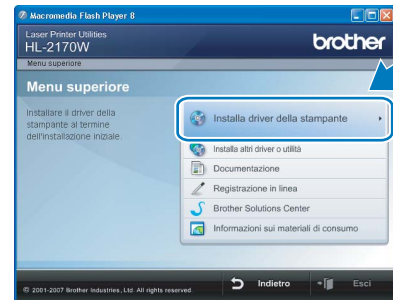 Macromedia Flash Player 8
Laser Printer Utilities
HL-2170W
brother
Menu superiore
Menu superiore
Installare il driver della
stampante al termine
dell'installazione iniziale.
Installa driver della stampante
Installa altri driver o utilità
Documentazione
Registrazione in linea
Brother Solutions Center
Informazioni sui materiali di consumo
© 2001-2007 Brother Industries, Ltd. All rights reserved.
Indietro
Esci